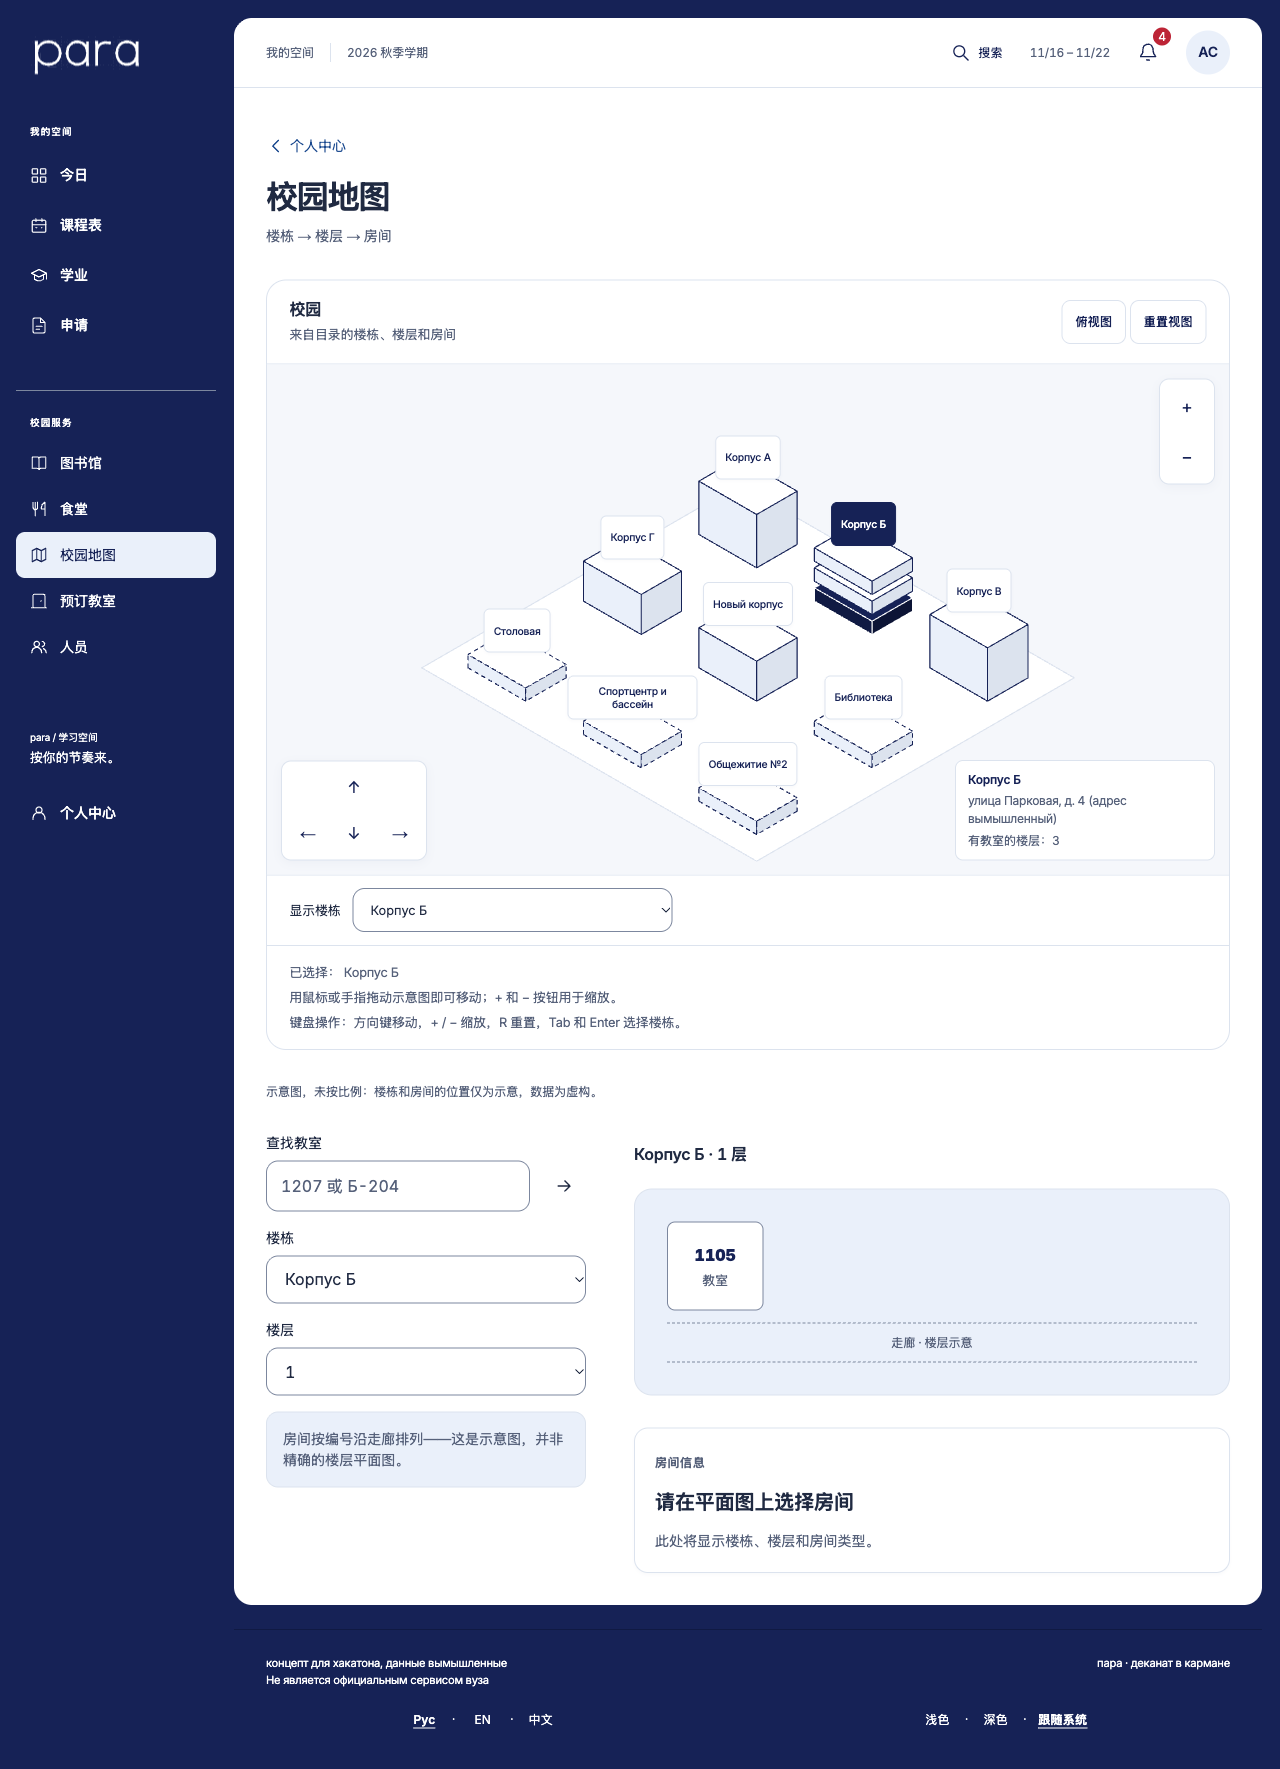 para
我的空间
今日
课程表
学业
申请
校园服务
图书馆
食堂
校园地图
预订教室
人员
para / 学习空间
按你的节奏来。
个人中心
我的空间
2026 秋季学期
搜索
11/16 – 11/22
4
AC
个人中心
校园地图
楼栋 → 楼层 → 房间
校园
来自目录的楼栋、楼层和房间
俯视图
重置视图
+
−
Корпус А
Корпус Б
Корпус Г
Корпус В
Новый корпус
Столовая
Спортцентр и
бассейн
Библиотека
Общежитие №2
↑
← ↓ →
Корпус Б
улица Парковая, д. 4 (адрес
вымышленный)
有教室的楼层：3
显示楼栋
Корпус Б
已选择： Корпус Б
用鼠标或手指拖动示意图即可移动；+ 和 − 按钮用于缩放。
键盘操作：方向键移动，+ / − 缩放，R 重置，Tab 和 Enter 选择楼栋。
示意图，未按比例：楼栋和房间的位置仅为示意，数据为虚构。
查找教室
1207 或 Б-204
→
楼栋
Корпус Б
楼层
1
房间按编号沿走廊排列——这是示意图，并非
精确的楼层平面图。
Корпус Б · 1 层
1105
教室
走廊 · 楼层示意
房间信息
请在平面图上选择房间
此处将显示楼栋、楼层和房间类型。
концепт для хакатона, данные вымышленные
Не является официальным сервисом вуза
пара · деканат в кармане
Рус · EN · 中文
浅色 · 深色 · 跟随系统